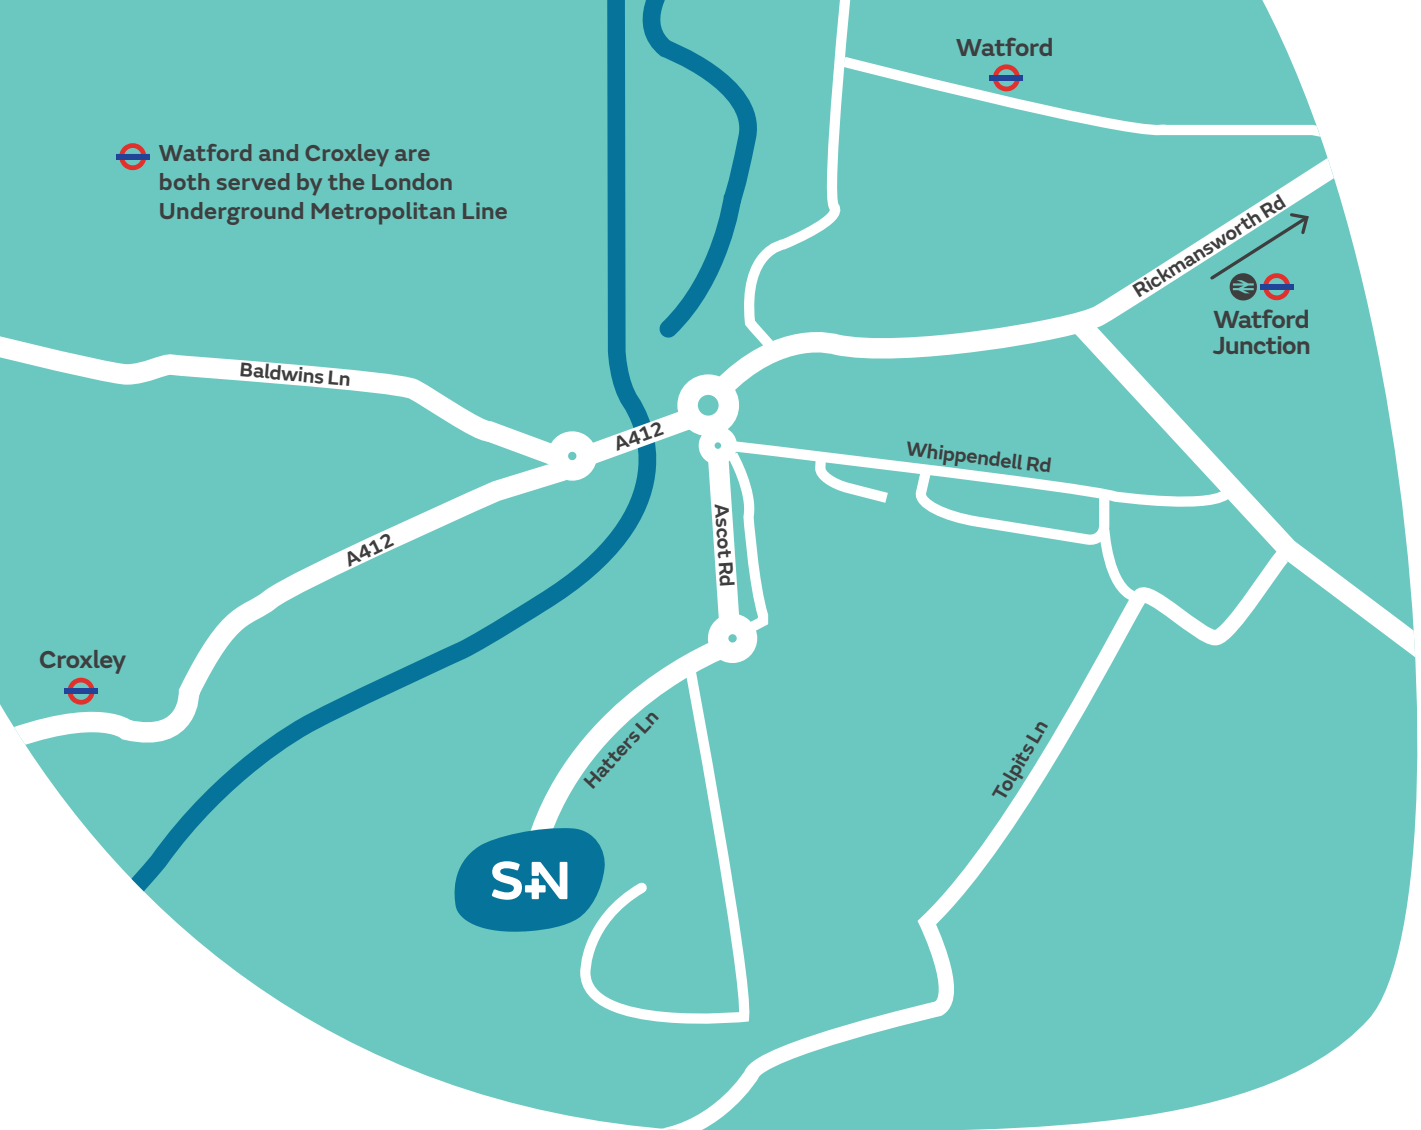 Watford
Watford and Croxley are
both served by the London
Underground Metropolitan Line
Rickmansworth Rd
Watford
Junction
Baldwins Ln
A412
Whippendell Rd
Ascot Rd
A412
Croxley
Hatters Ln
Tolpits Ln
S+N